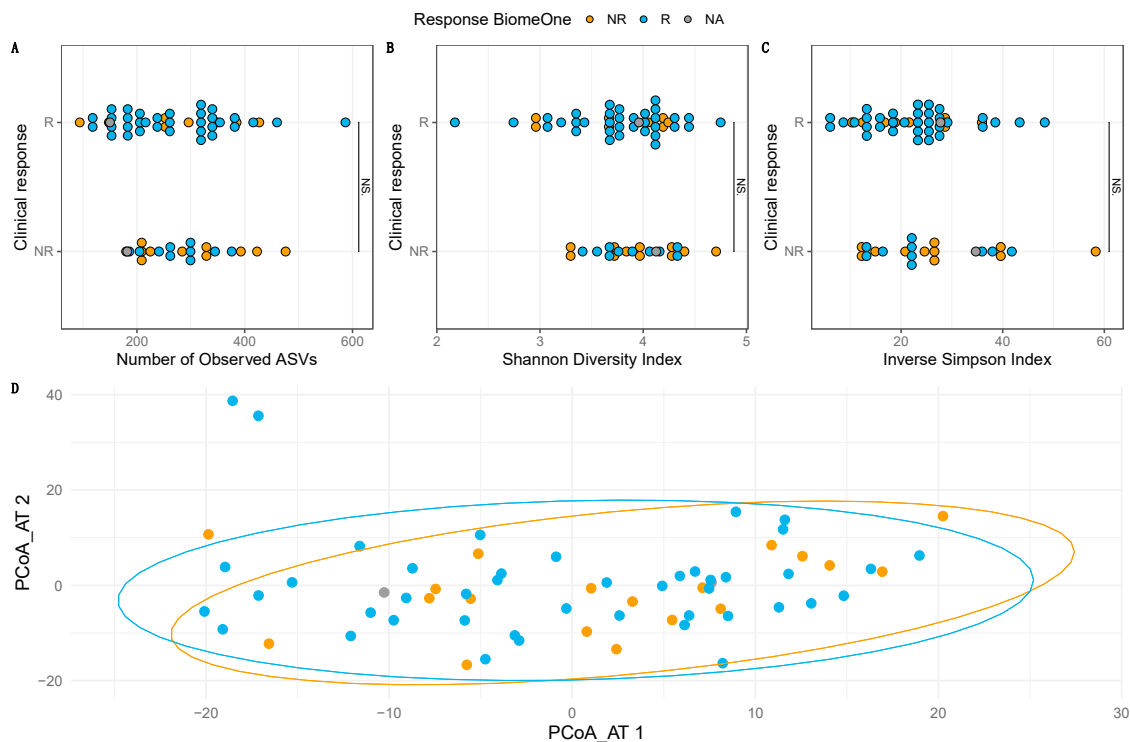 Response BiomeOne NR R NA
A
B
C
Clinical response
R
NR
NS.
200 400 600
Number of Observed ASVs
Clinical response
R
NR
NS.
2 3 4 5
Shannon Diversity Index
Clinical response
R
NR
NS.
20 40 60
Inverse Simpson Index
D
PCoA_AT 2
40
20
0
−20
−20 −10 0 10 20 30
PCoA_AT 1